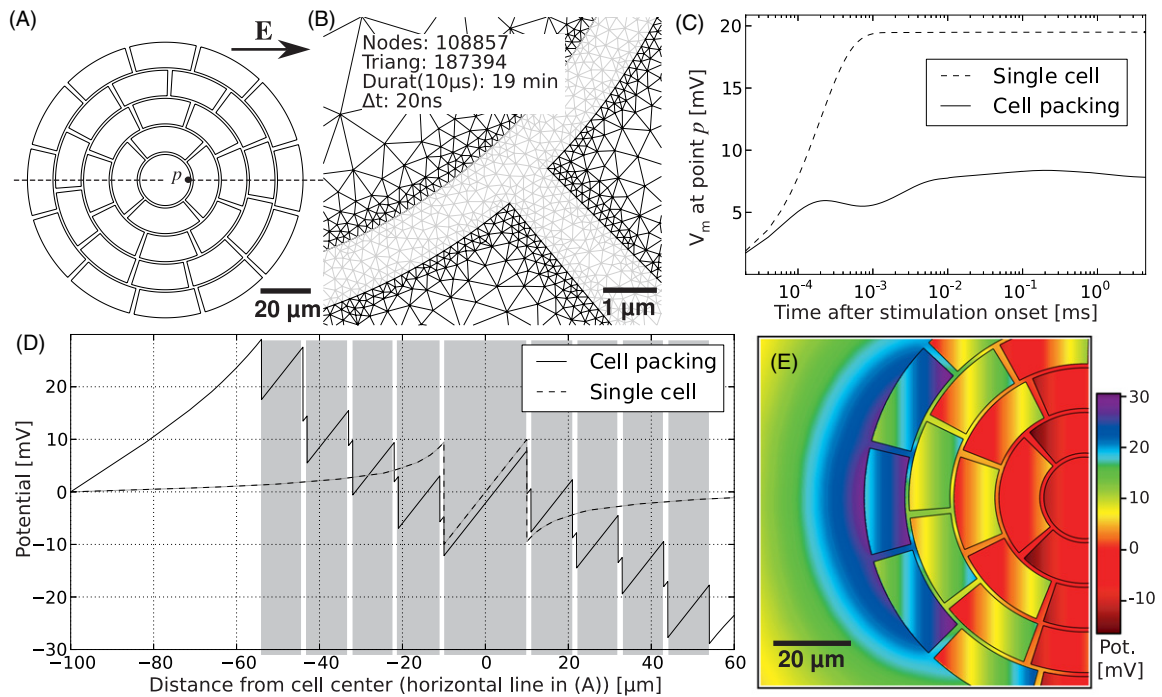 (A)
E
p
20 μm
(B)
Nodes: 108857
Triang: 187394
Durat(10μs): 19 min
Δt: 20ns
1 μm
(C)
V_m at point p [mV]
20
15
10
5
Single cell
Cell packing
10^-4
10^-3
10^-2
10^-1
10^0
Time after stimulation onset [ms]
(D)
Potential [mV]
20
10
0
−10
−20
−30
Cell packing
Single cell
−100
−80
−60
−40
−20
0
20
40
60
Distance from cell center (horizontal line in (A)) [μm]
(E)
20 μm
30
20
10
0
-10
Pot.
[mV]